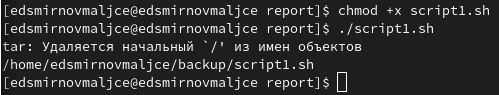 [edsmirnovmaljce@edsmirnovmaljce report]$ chmod +x script1.sh
[edsmirnovmaljce@edsmirnovmaljce report]$ ./script1.sh
tar: Удаляется начальный `/' из имен объектов
/home/edsmirnovmaljce/backup/script1.sh
[edsmirnovmaljce@edsmirnovmaljce report]$